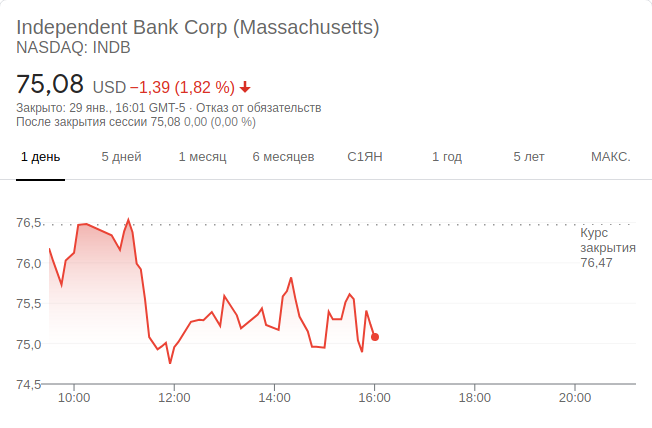 Independent Bank Corp (Massachusetts)
NASDAQ: INDB
75,08 USD −1,39 (1,82 %)
Закрыто: 29 янв., 16:01 GMT-5 · Отказ от обязательств
После закрытия сессии 75,08 0,00 (0,00 %)
1 день 5 дней 1 месяц 6 месяцев С1ЯН 1 год 5 лет МАКС.
76,5
Курс
закрытия
76,47
76,0
75,5
75,0
74,5
10:00 12:00 14:00 16:00 18:00 20:00